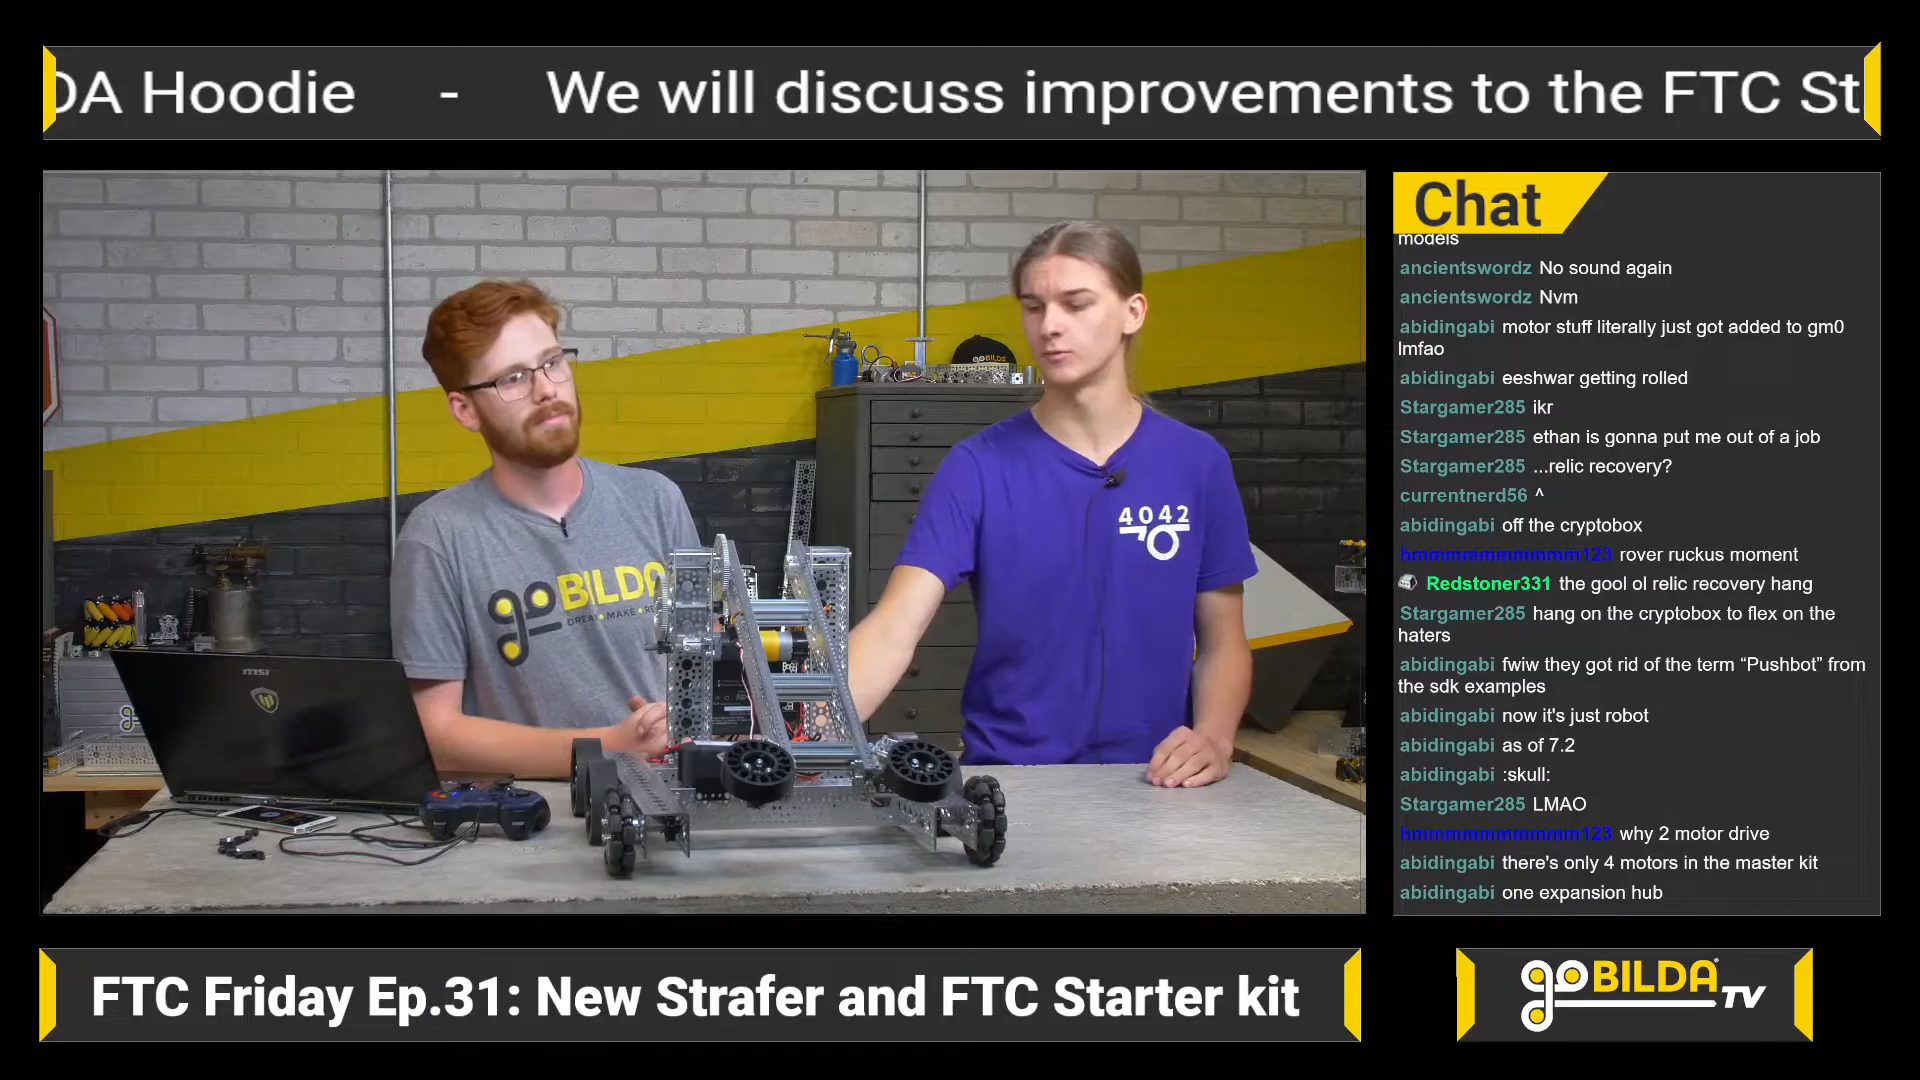 DA Hoodie - We will discuss improvements to the FTC St
Chat
models
ancientswordz No sound again
ancientswordz Nvm
abidingabi motor stuff literally just got added to gm0
lmfao
abidingabi eeshwar getting rolled
Stargamer285 ikr
Stargamer285 ethan is gonna put me out of a job
Stargamer285 ...relic recovery?
currentnerd56 ^
abidingabi off the cryptobox
rover ruckus moment
Redstoner331 the gool ol relic recovery hang
Stargamer285 hang on the cryptobox to flex on the
haters
abidingabi fwiw they got rid of the term “Pushbot” from
the sdk examples
abidingabi now it's just robot
abidingabi as of 7.2
abidingabi :skull:
Stargamer285 LMAO
why 2 motor drive
abidingabi there's only 4 motors in the master kit
abidingabi one expansion hub
goBILDA
4042
goBILDA
DREAM MAKE
msi
FTC Friday Ep.31: New Strafer and FTC Starter kit
goBILDA TV